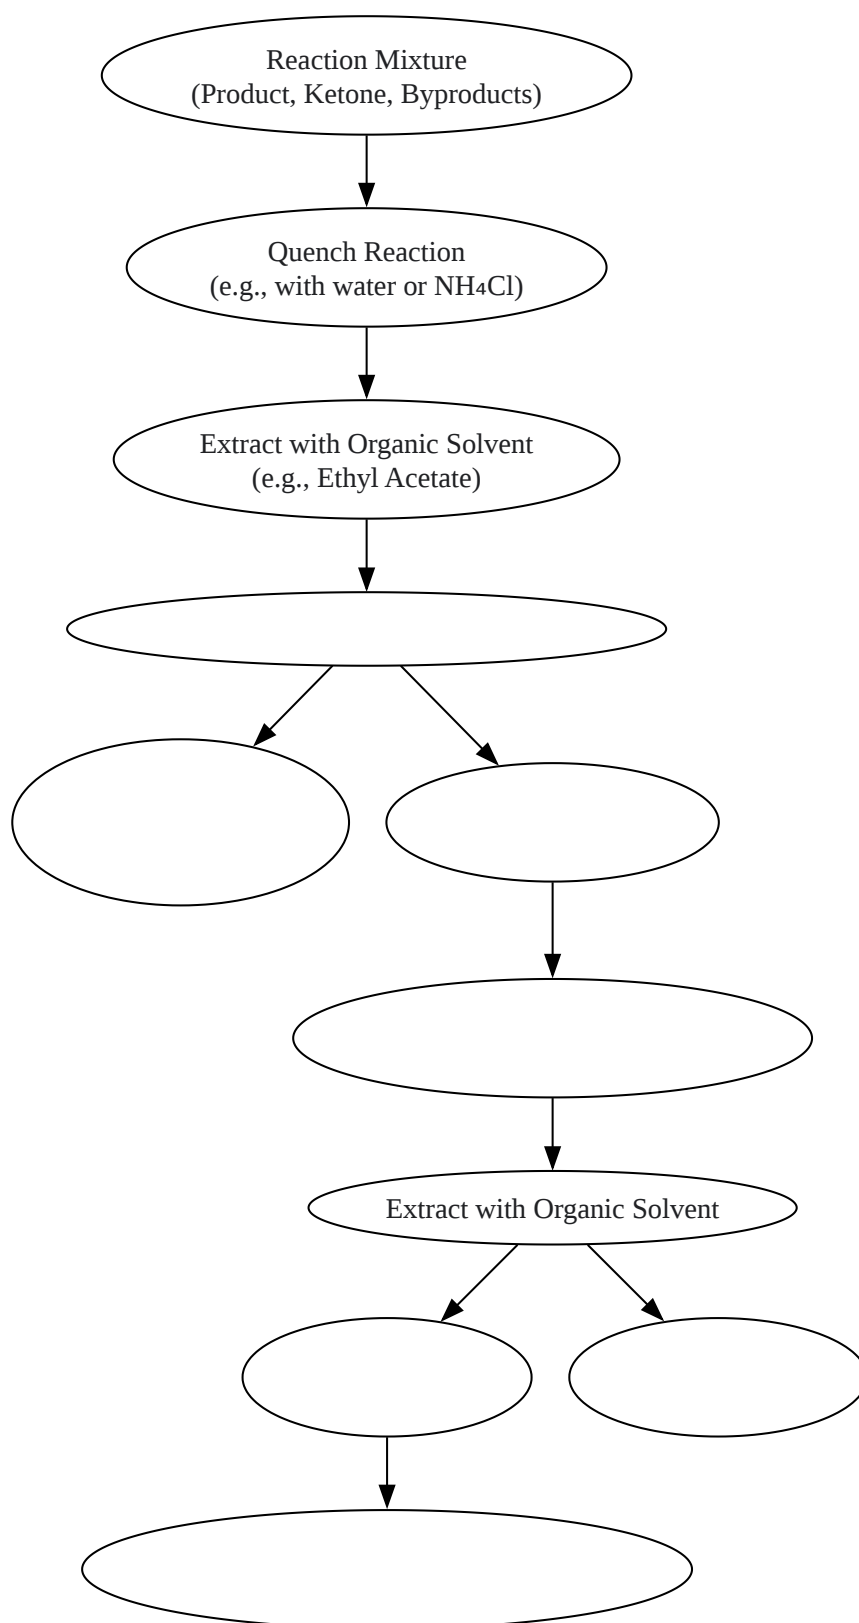 Reaction Mixture
(Product, Ketone, Byproducts)
Quench Reaction
(e.g., with water or NH₄Cl)
Extract with Organic Solvent
(e.g., Ethyl Acetate)
Extract with Organic Solvent